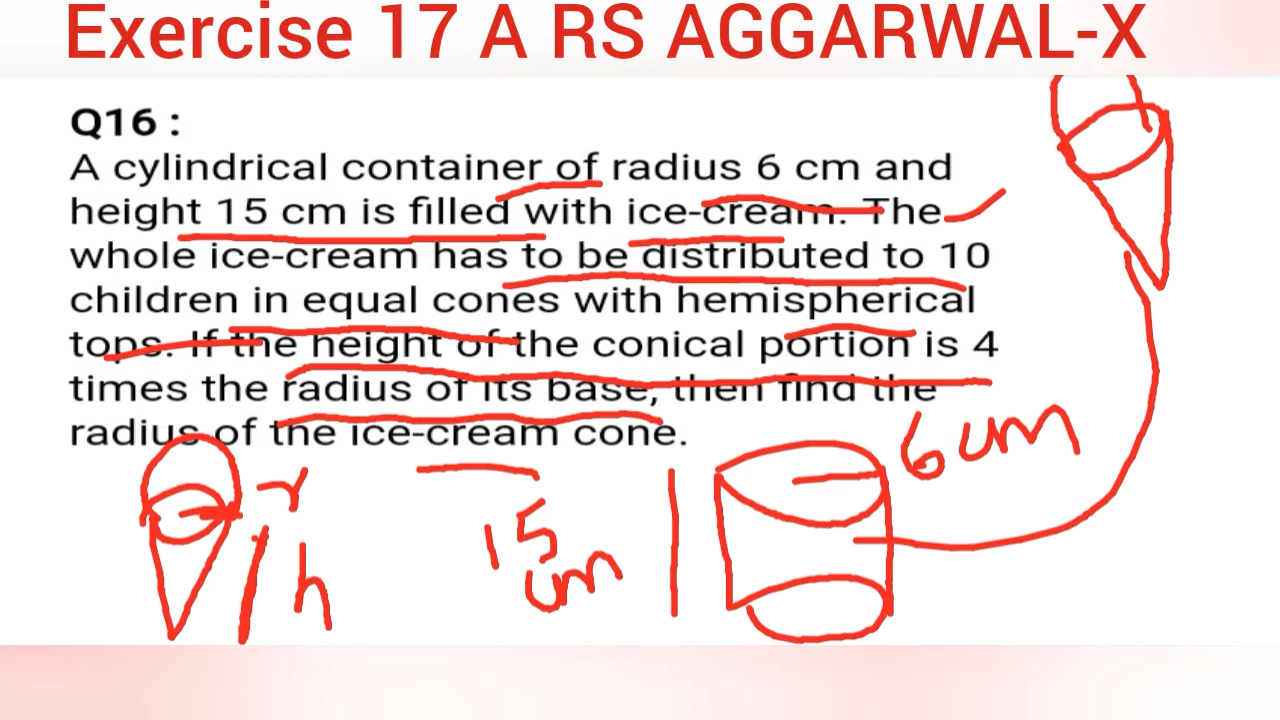 Exercise 17 A RS AGGARWAL-X
Q16 :
A cylindrical container of radius 6 cm and
height 15 cm is filled with ice-cream. The
whole ice-cream has to be distributed to 10
children in equal cones with hemispherical
tops. If the height of the conical portion is 4
times the radius of its base, then find the
radius of the ice-cream cone.
6 cm
r
15
cm
h